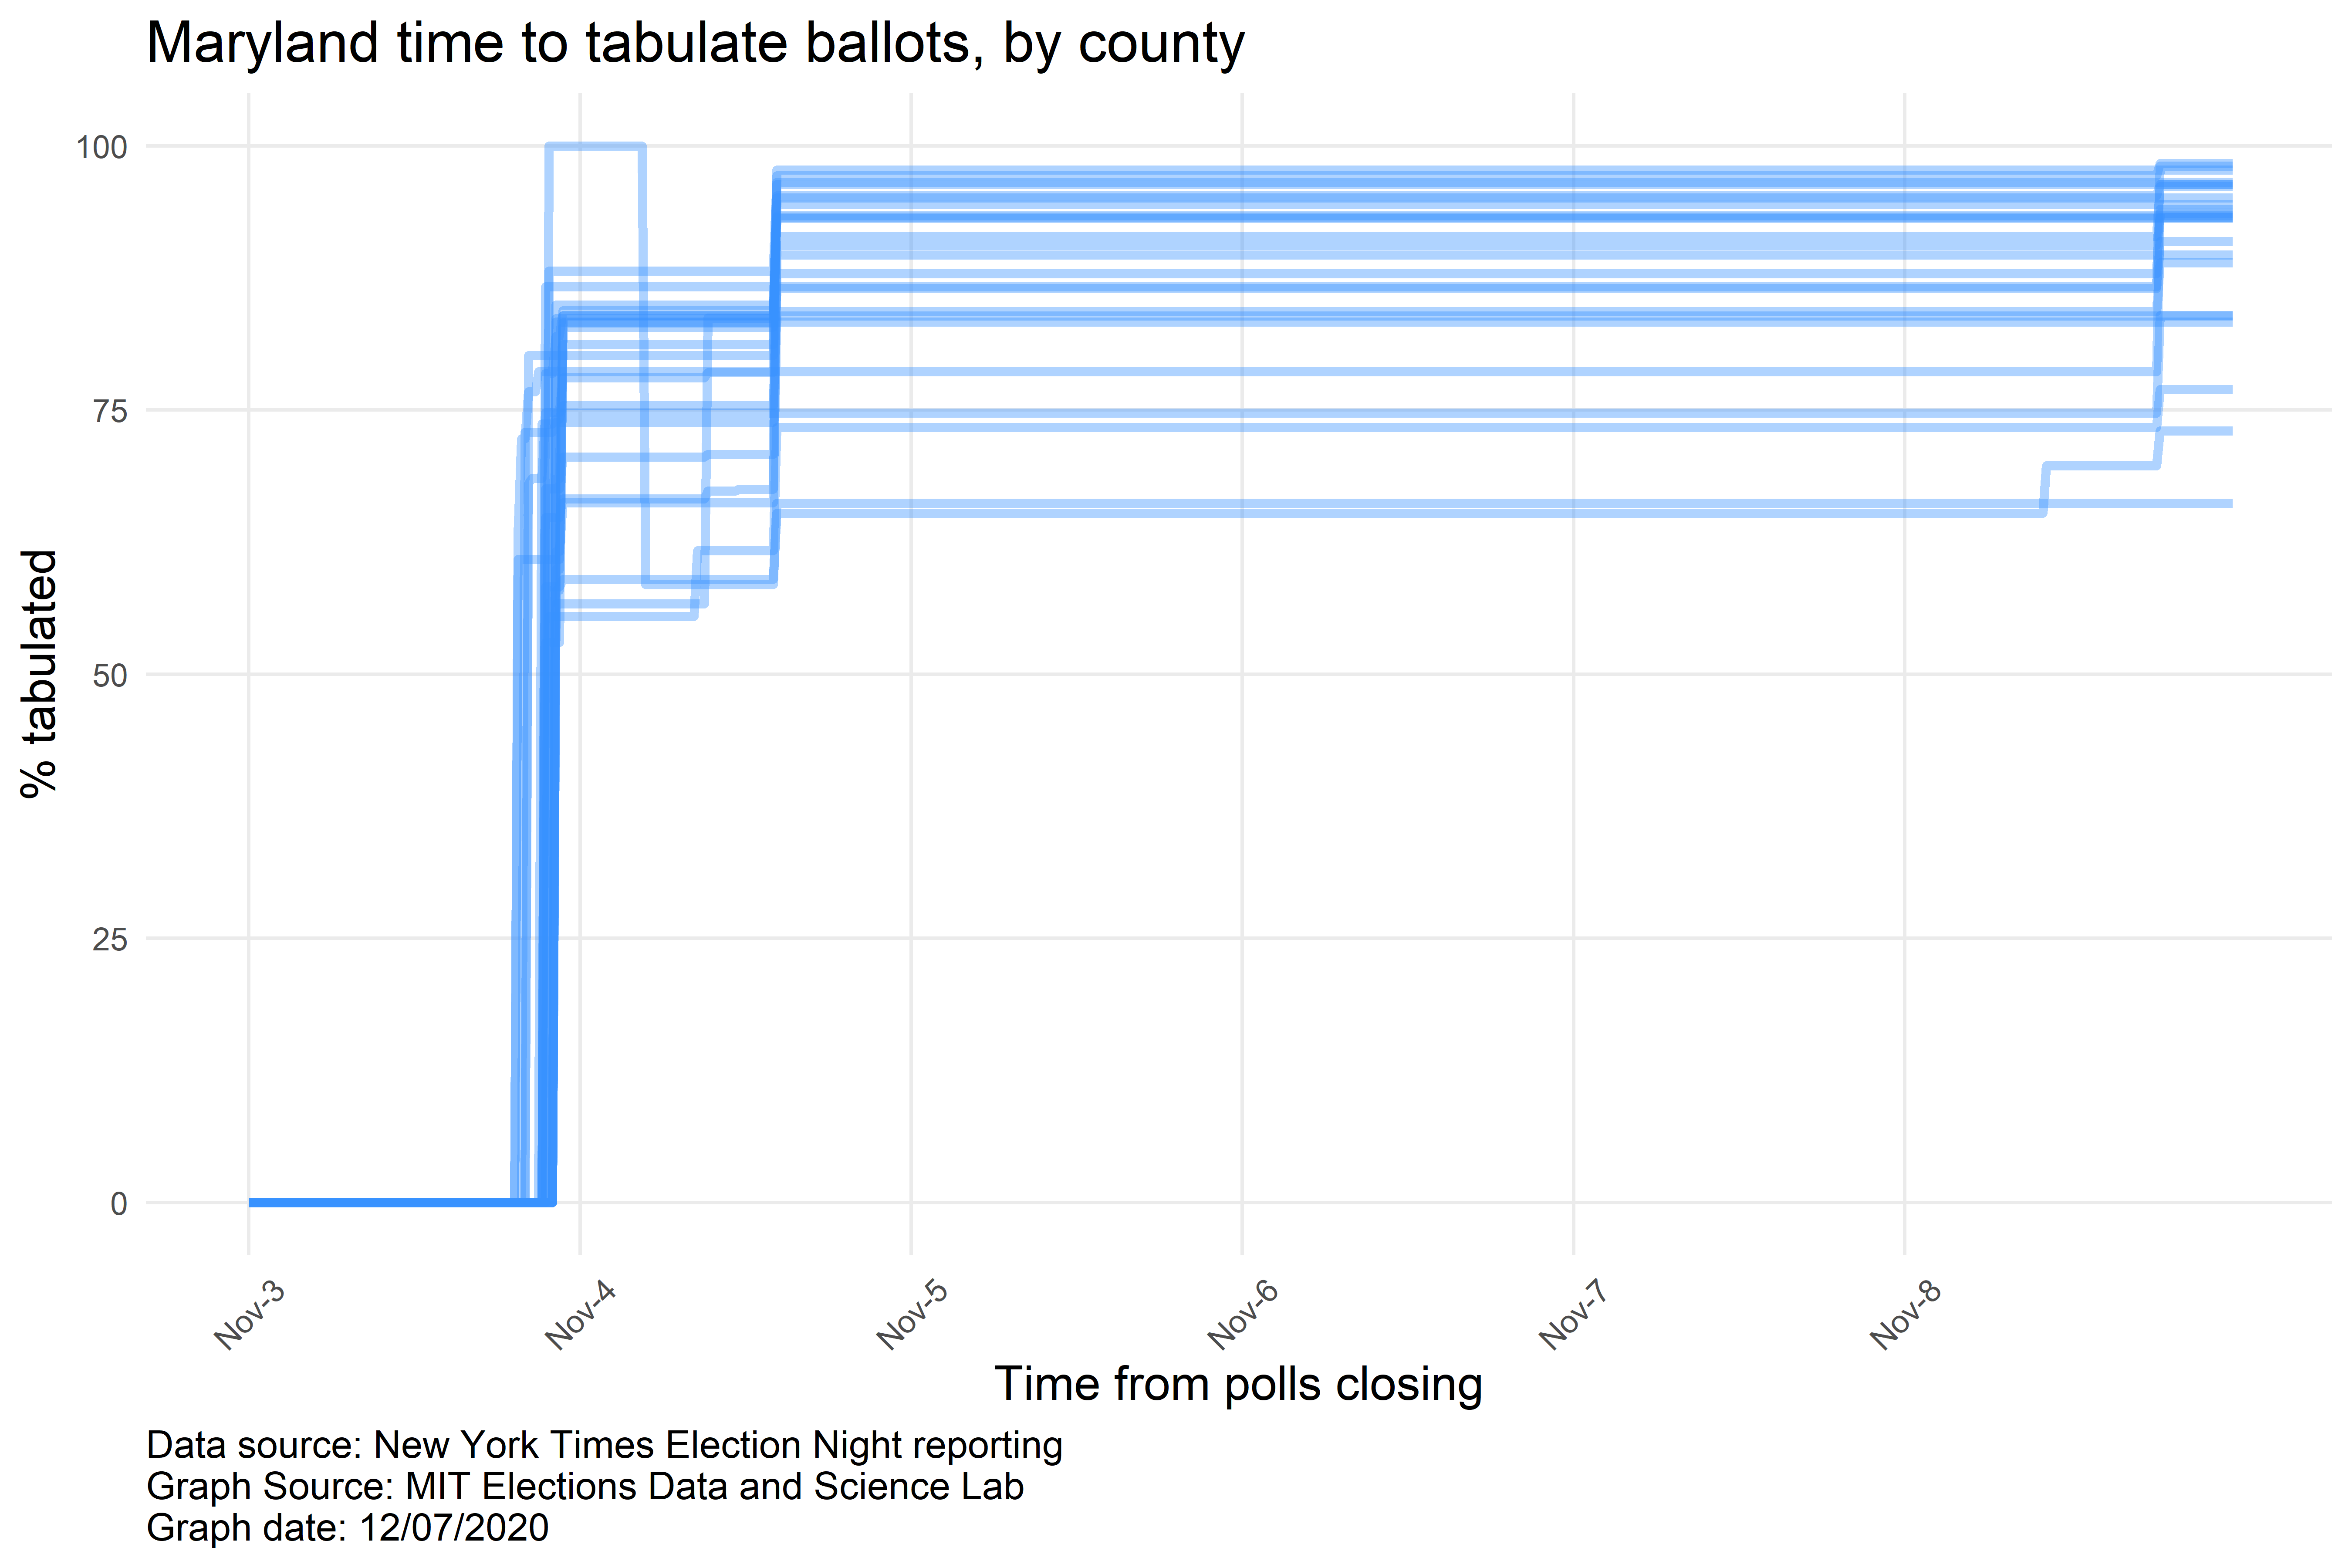 Maryland time to tabulate ballots, by county
% tabulated
100
75
50
25
0
Nov-3
Nov-4
Nov-5
Nov-6
Nov-7
Nov-8
Time from polls closing
Data source: New York Times Election Night reporting
Graph Source: MIT Elections Data and Science Lab
Graph date: 12/07/2020